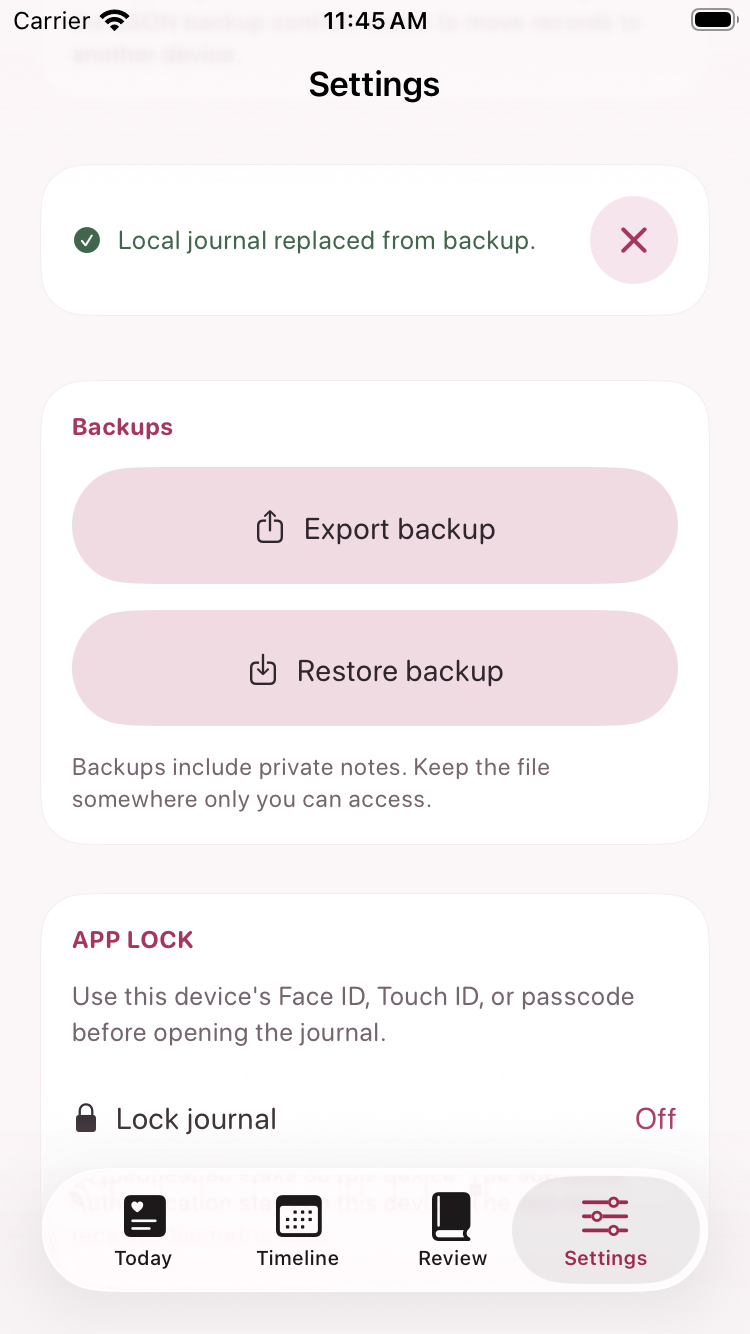 Carrier 11:45 AM
another device.
Settings
Local journal replaced from backup.
Backups
Export backup
Restore backup
Backups include private notes. Keep the file
somewhere only you can access.
APP LOCK
Use this device's Face ID, Touch ID, or passcode
before opening the journal.
Lock journal Off
Today Timeline Review Settings